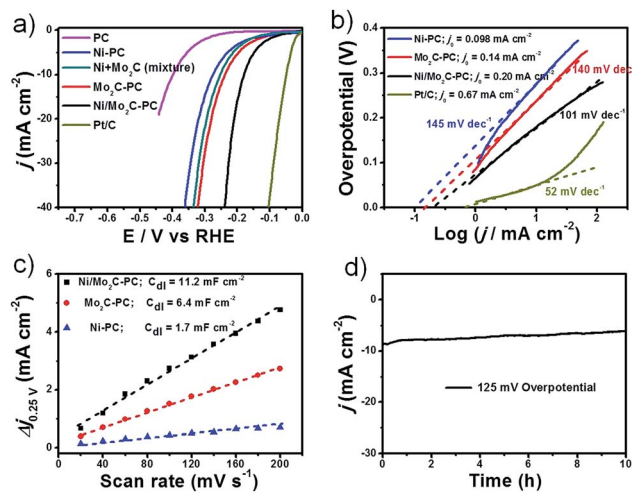 a)
PC
Ni-PC
Ni+Mo₂C (mixture)
Mo₂C-PC
Ni/Mo₂C-PC
Pt/C
j (mA cm⁻²)
0
-10
-20
-30
-40
-0.7 -0.6 -0.5 -0.4 -0.3 -0.2 -0.1 0.0
E / V vs RHE
b)
Ni-PC; j₀ = 0.098 mA cm⁻²
Mo₂C-PC; j₀ = 0.14 mA cm⁻²
Ni/Mo₂C-PC; j₀ = 0.20 mA cm⁻²
Pt/C; j₀ = 0.67 mA cm⁻²
140 mV dec
145 mV dec⁻¹
101 mV dec⁻¹
52 mV dec⁻¹
Overpotential (V)
0.4
0.3
0.2
0.1
0.0
10⁻¹ 10⁰ 10¹ 10²
Log (j / mA cm⁻²)
c)
Ni/Mo₂C-PC; C_dl = 11.2 mF cm⁻²
Mo₂C-PC; C_dl = 6.4 mF cm⁻²
Ni-PC; C_dl = 1.7 mF cm⁻²
Δj₀.₂₅ᵥ (mA cm⁻²)
6
4
2
0
0 40 80 120 160 200
Scan rate (mV s⁻¹)
d)
125 mV Overpotential
j (mA cm⁻²)
0
-10
-20
-30
0 2 4 6 8 10
Time (h)